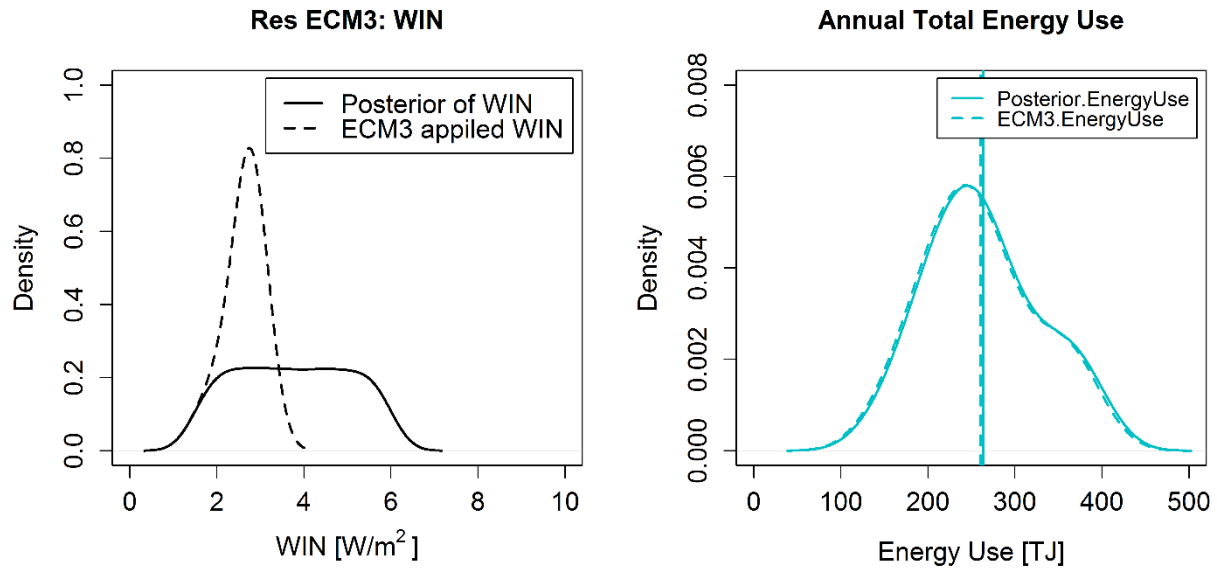 Res ECM3: WIN
Posterior of WIN
ECM3 appiled WIN
Density
0.0
0.2
0.4
0.6
0.8
1.0
0
2
4
6
8
10
WIN [W/m²]
Annual Total Energy Use
Posterior.EnergyUse
ECM3.EnergyUse
Density
0.000
0.002
0.004
0.006
0.008
0
100
200
300
400
500
Energy Use [TJ]